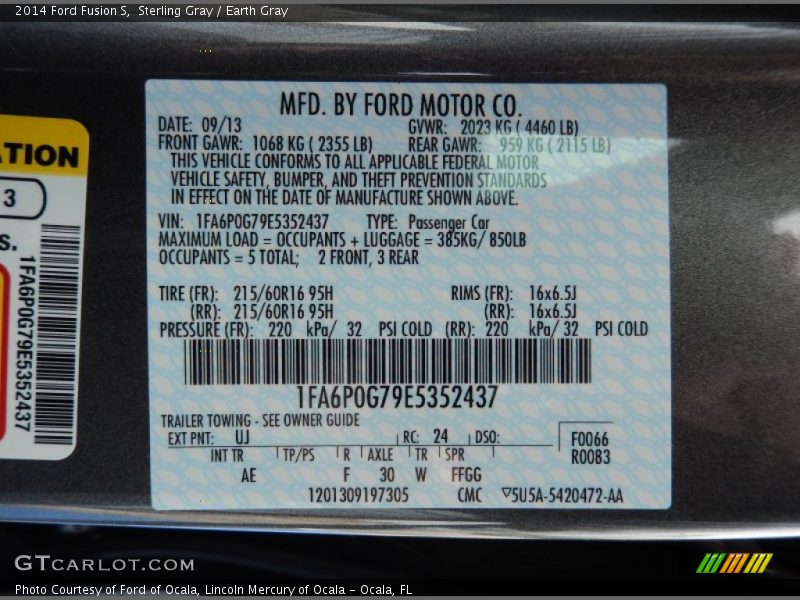 2014 Ford Fusion S,  Sterling Gray / Earth Gray
MFD. BY FORD MOTOR CO.
DATE: 09/13 GVWR: 2023 KG ( 4460 LB)
FRONT GAWR: 1068 KG ( 2355 LB) REAR GAWR: 959 KG ( 2115 LB)
THIS VEHICLE CONFORMS TO ALL APPLICABLE FEDERAL MOTOR
VEHICLE SAFETY, BUMPER, AND THEFT PREVENTION STANDARDS
IN EFFECT ON THE DATE OF MANUFACTURE SHOWN ABOVE.
VIN: 1FA6P0G79E5352437 TYPE: Passenger Car
MAXIMUM LOAD = OCCUPANTS + LUGGAGE = 385KG/ 850LB
OCCUPANTS = 5 TOTAL; 2 FRONT, 3 REAR
TIRE (FR): 215/60R16 95H RIMS (FR): 16x6.5J
(RR): 215/60R16 95H (RR): 16x6.5J
PRESSURE (FR): 220 kPa/ 32 PSI COLD (RR): 220 kPa/ 32 PSI COLD
1FA6P0G79E5352437
TRAILER TOWING - SEE OWNER GUIDE
EXT PNT: UJ RC: 24 DSO: F0066
INT TR TP/PS R AXLE TR SPR R0083
AE F 30 W FFGG
1201309197305 CMC ▽5U5A-5420472-AA
ATION
3
S.
1FA6P0G79E5352437
GTCARLOT.COM
Photo Courtesy of Ford of Ocala, Lincoln Mercury of Ocala - Ocala, FL